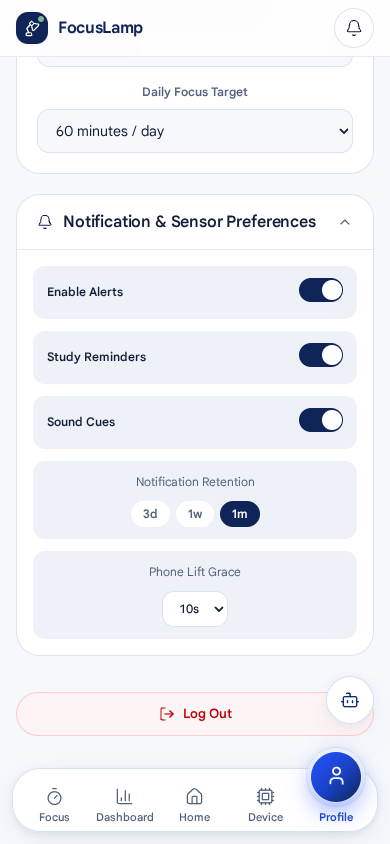 FocusLamp
Daily Focus Target
60 minutes / day
Notification & Sensor Preferences
Enable Alerts
Study Reminders
Sound Cues
Notification Retention
3d 1w 1m
Phone Lift Grace
10s
Log Out
Focus Dashboard Home Device Profile